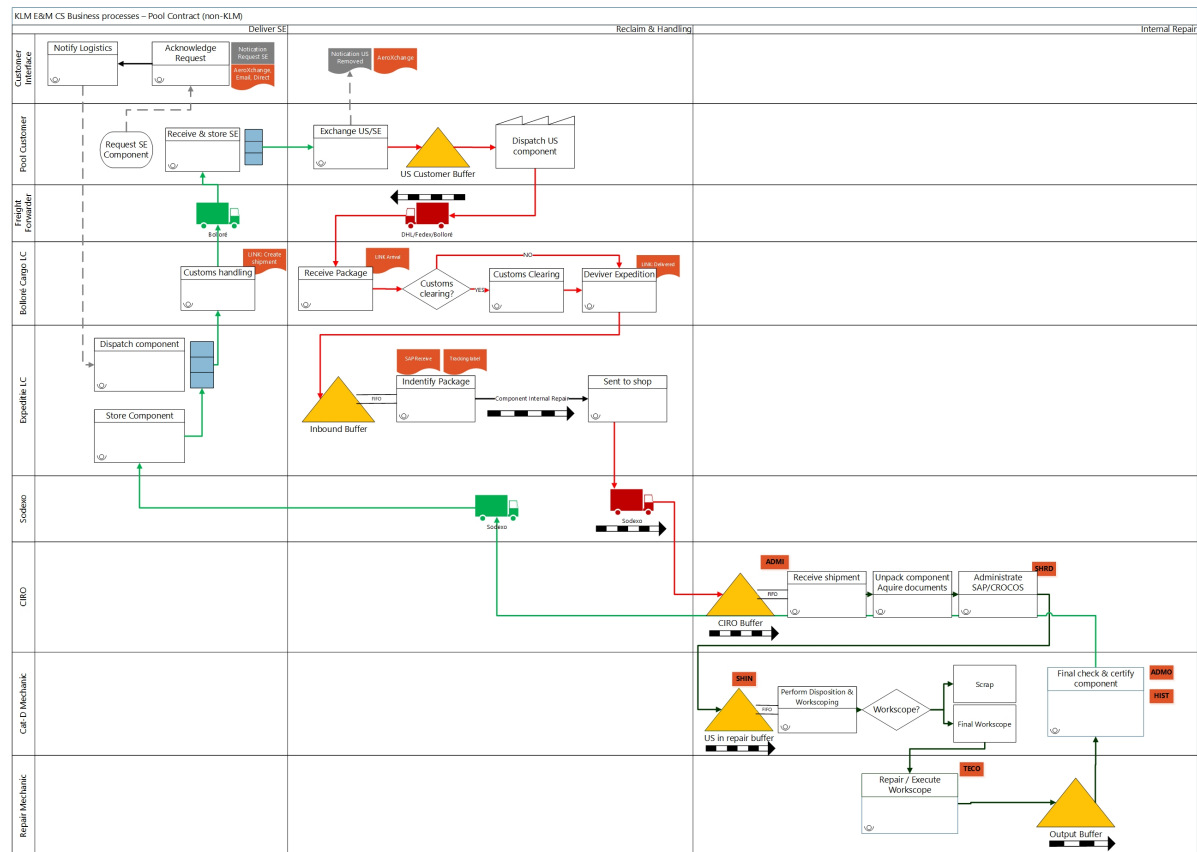 KLM E&M CS Business processes – Pool Contract (non-KLM)
Deliver SE
Reclaim & Handling
Internal Repair
Customer
Interface
Notify Logistics
Acknowledge
Request
Notication
Request SE
AeroXchange,
Email, Direct
Notication US
Removed
AeroXchange
Pool Customer
Request SE
Component
Receive & store SE
Exchange US/SE
US Customer Buffer
Dispatch US
component
Freight
Forwarder
Bolloré
DHL/Fedex/Bolloré
Bolloré Cargo LC
Customs handling
LINK: Create
shipment
Receive Package
LINK Arrival
Customs
clearing?
NO
YES
Customs Clearing
Deviver Expedition
LINK Delivered
Expeditie LC
Dispatch component
Store Component
Inbound Buffer
FIFO
SAP Receive
Tracking label
Indentify Package
Component Internal Repair
Sent to shop
Sodexo
Sodexo
Sodexo
CIRO
CIRO Buffer
FIFO
ADMI
Receive shipment
Unpack component
Aquire documents
Administrate
SAP/CROCOS
SHRD
Cat-D Mechanic
SHIN
US in repair buffer
FIFO
Perform Disposition &
Workscoping
Workscope?
Scrap
Final Workscope
Final check & certify
component
ADMO
HIST
Repair Mechanic
Repair / Execute
Workscope
TECO
Output Buffer